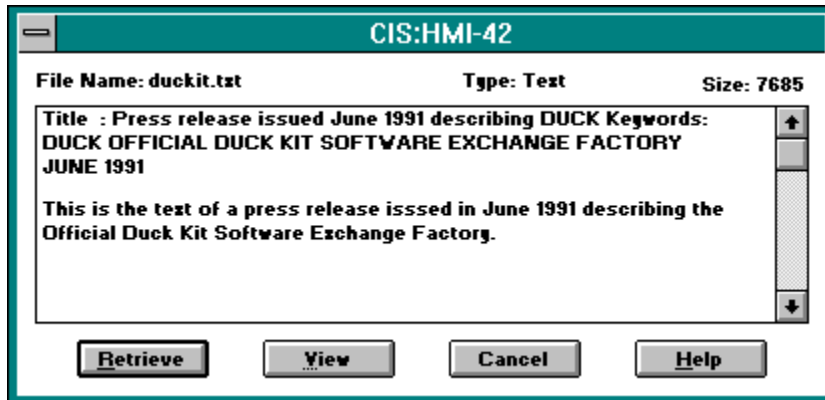 CIS:HMI-42
File Name: duckit.txt Type: Text Size: 7685
Title : Press release issued June 1991 describing DUCK Keywords:
DUCK OFFICIAL DUCK KIT SOFTWARE EXCHANGE FACTORY
JUNE 1991
This is the text of a press release isssed in June 1991 describing the
Official Duck Kit Software Exchange Factory.
Retrieve View Cancel Help